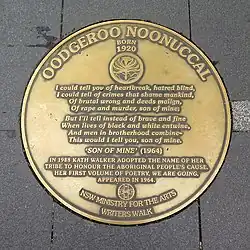 OODGEROO NOONUCCAL
BORN
1920
I could tell you of heartbreak, hatred blind,
I could tell of crimes that shame mankind,
Of brutal wrong and deeds malign,
Of rape and murder, son of mine;
But I'll tell instead of brave and fine
When lives of black and white entwine,
And men in brotherhood combine-
This would I tell you, son of mine.
'SON OF MINE' (1964)
IN 1988 KATH WALKER ADOPTED THE NAME OF HER
TRIBE TO HONOUR THE ABORIGINAL PEOPLE'S CAUSE.
HER FIRST VOLUME OF POETRY, WE ARE GOING,
APPEARED IN 1964.
NSW MINISTRY FOR THE ARTS
WRITERS WALK